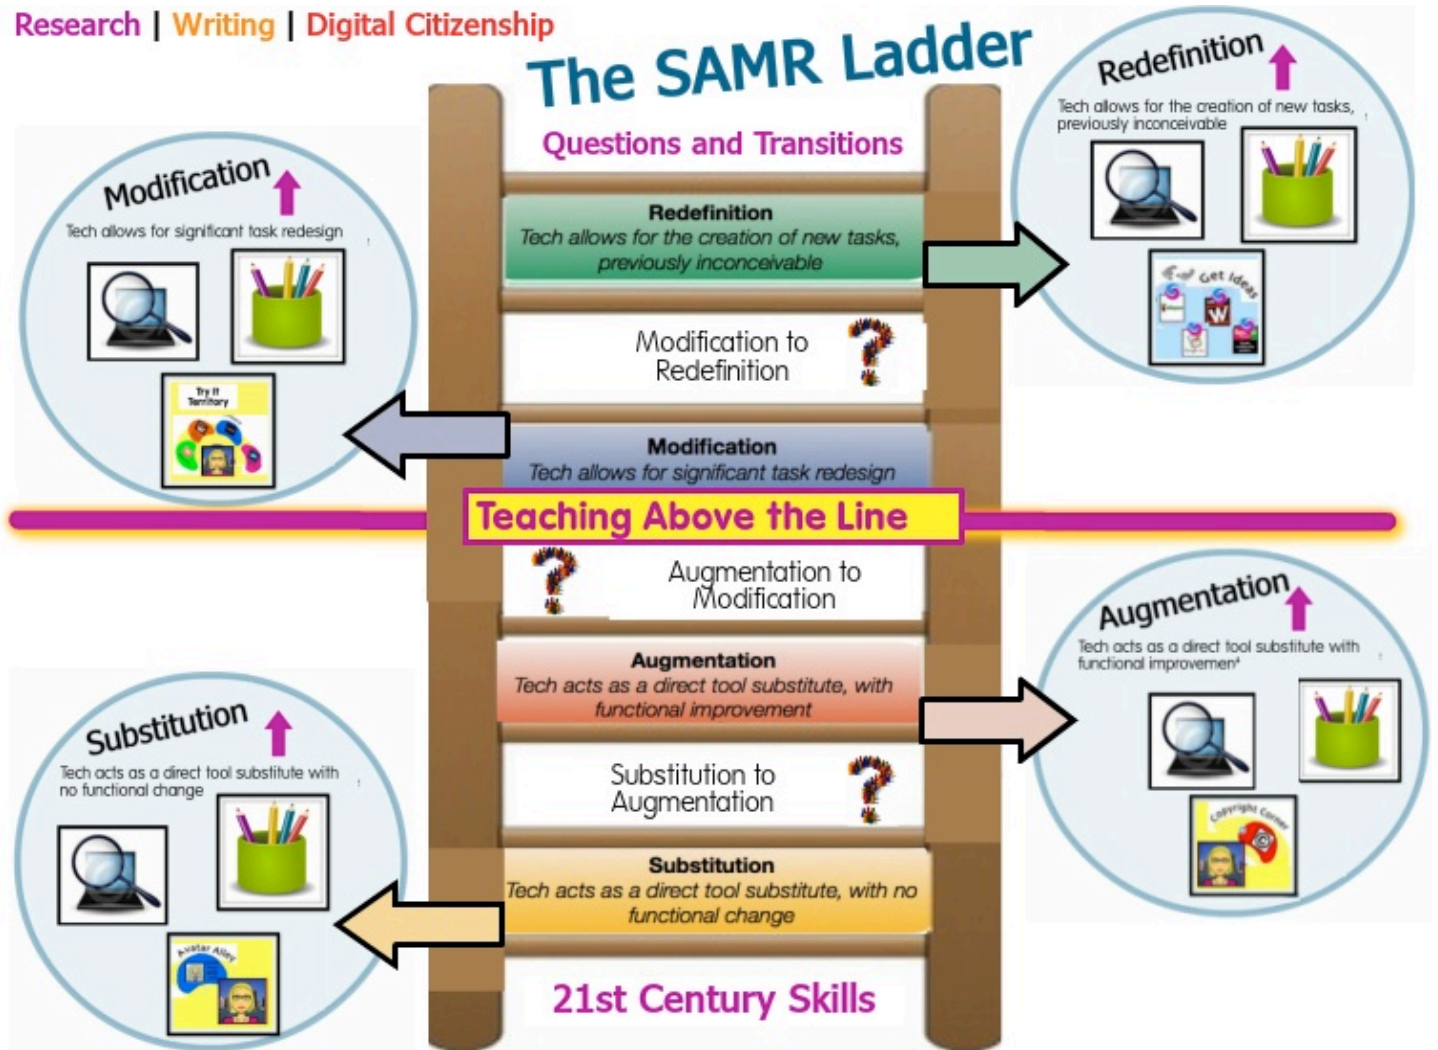 Research | Writing | Digital Citizenship
The SAMR Ladder
Questions and Transitions
Redefinition
Tech allows for the creation of new tasks,
previously inconceivable
Modification to
Redefinition
Modification
Tech allows for significant task redesign
Teaching Above the Line
Augmentation to
Modification
Augmentation
Tech acts as a direct tool substitute, with
functional improvement
Substitution to
Augmentation
Substitution
Tech acts as a direct tool substitute, with no
functional change
21st Century Skills
Modification
Tech allows for significant task redesign
Try It
Territory
Redefinition
Tech allows for the creation of new tasks,
previously inconceivable
Get Ideas
W
Substitution
Tech acts as a direct tool substitute with
no functional change
Avatar Alley
Augmentation
Tech acts as a direct tool substitute with
functional improvemen
Copyright Corner
C